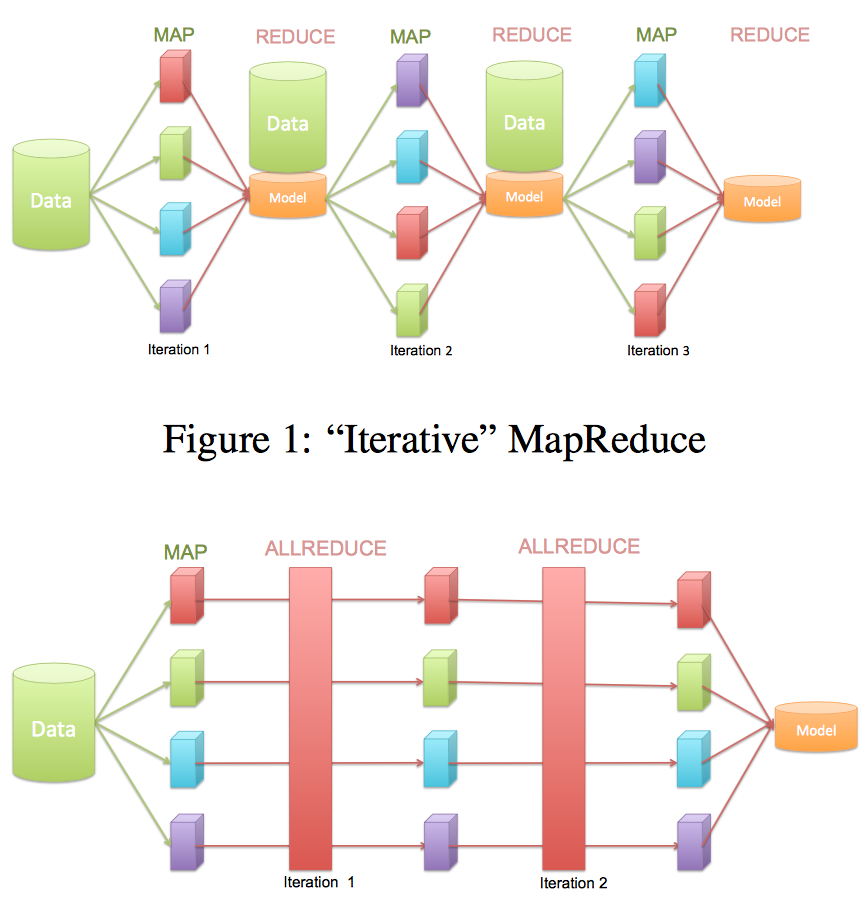 MAP REDUCE MAP REDUCE MAP REDUCE
Data Data
Data
Model Model Model
Iteration 1 Iteration 2 Iteration 3
Figure 1: “Iterative” MapReduce
MAP ALLREDUCE ALLREDUCE
Data Model
Iteration 1 Iteration 2